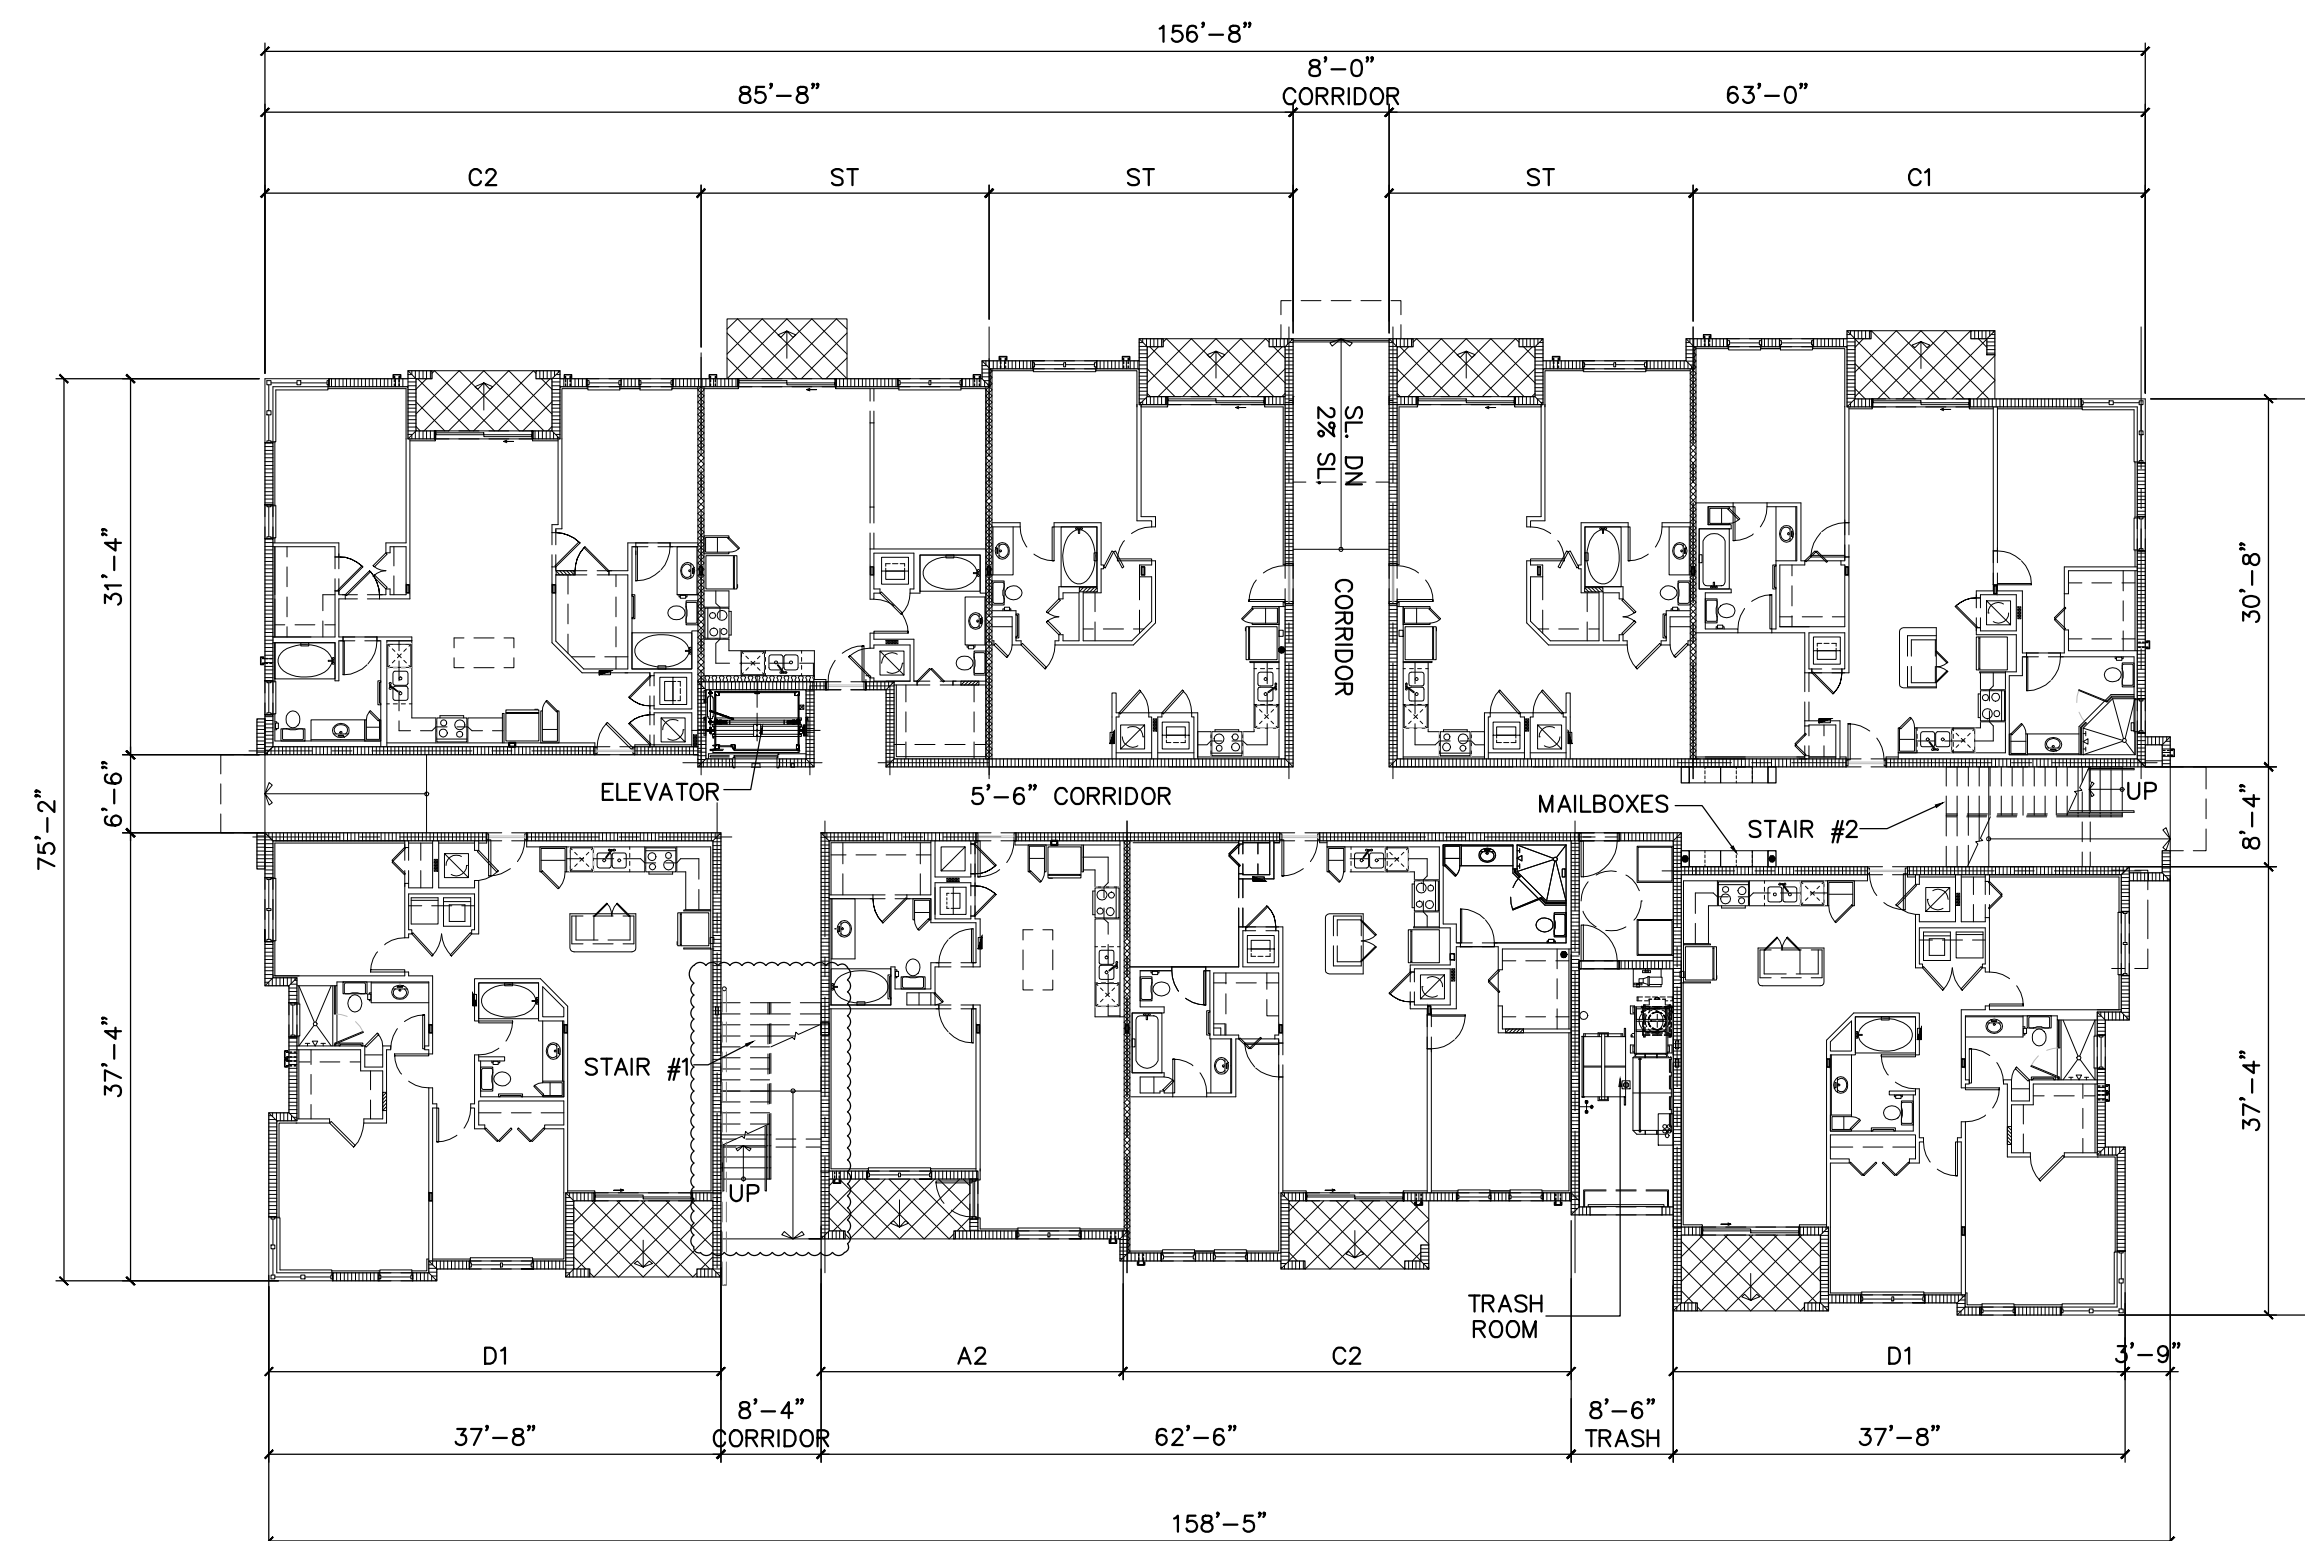 156'-8"
8'-0"
CORRIDOR
85'-8"
63'-0"
C2
ST
ST
ST
C1
SL. DN
2% SL.
CORRIDOR
31'-4"
30'-8"
6'-6"
75'-2"
ELEVATOR
5'-6" CORRIDOR
MAILBOXES
STAIR #2
UP
8'-4"
37'-4"
STAIR #1
UP
37'-4"
TRASH
ROOM
D1
A2
C2
D1
3'-9"
37'-8"
8'-4"
CORRIDOR
62'-6"
8'-6"
TRASH
37'-8"
158'-5"